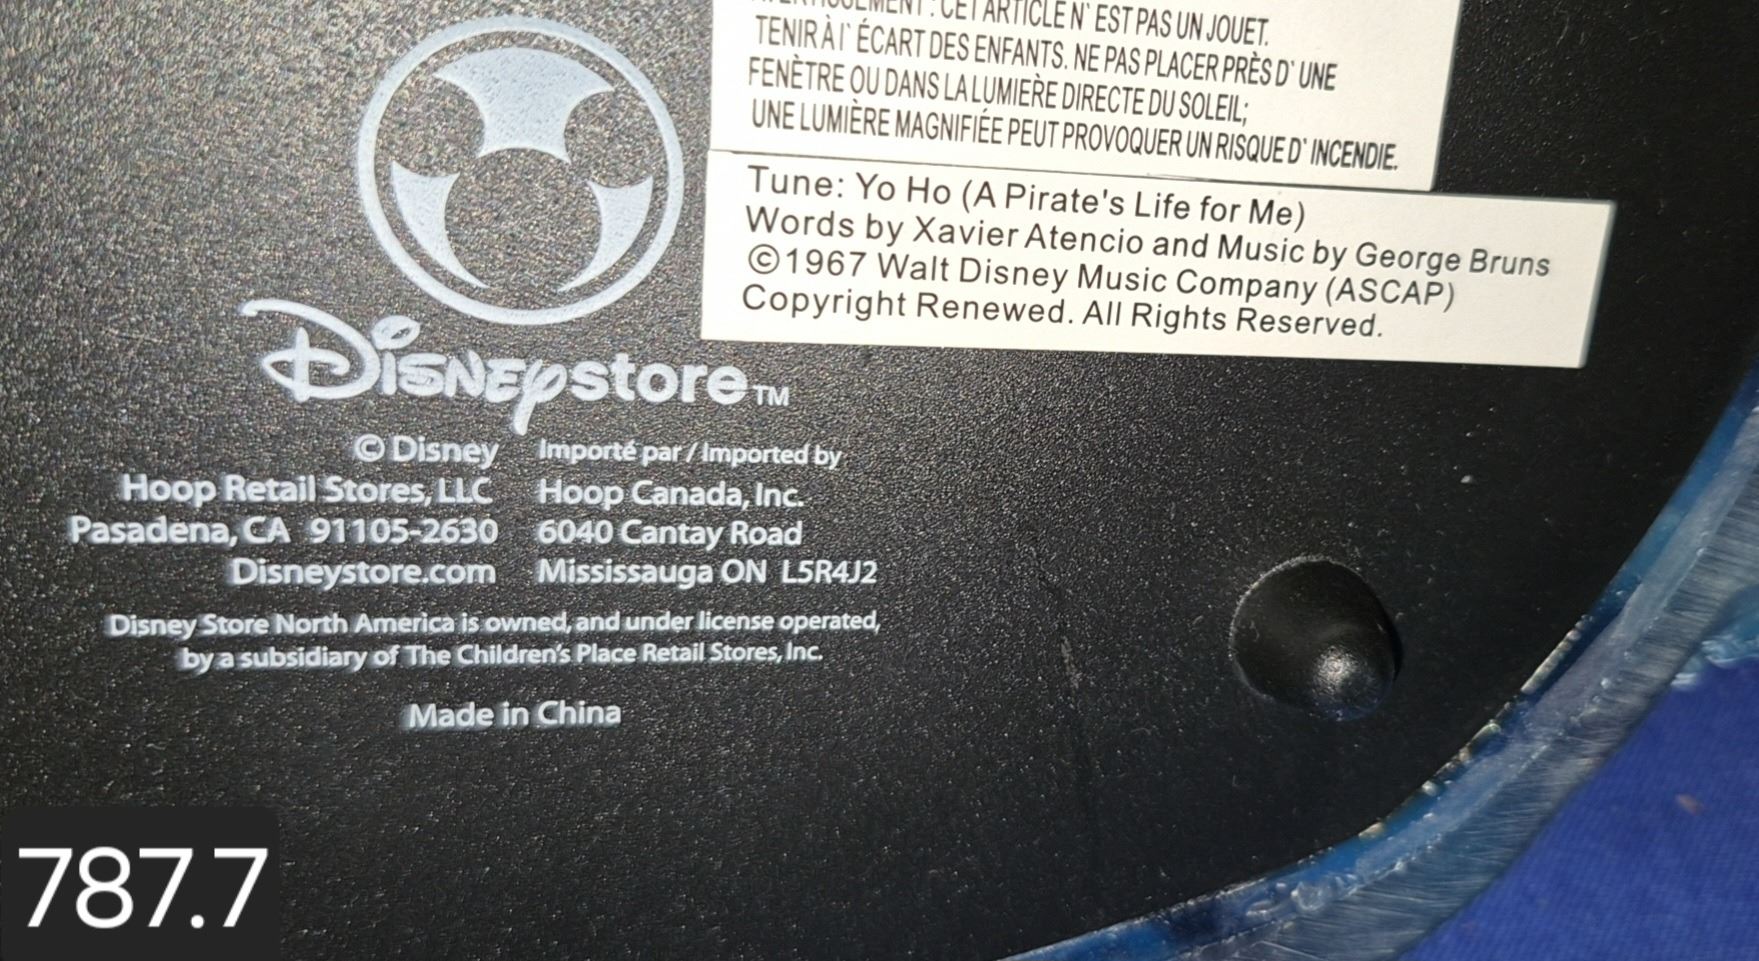 CET ARTICLE N' EST PAS UN JOUET.
TENIR À l' ÉCART DES ENFANTS. NE PAS PLACER PRÈS D' UNE
FENÊTRE OU DANS LA LUMIÈRE DIRECTE DU SOLEIL;
UNE LUMIÈRE MAGNIFIÉE PEUT PROVOQUER UN RISQUE D' INCENDIE.
Tune: Yo Ho (A Pirate's Life for Me)
Words by Xavier Atencio and Music by George Bruns
©1967 Walt Disney Music Company (ASCAP)
Copyright Renewed. All Rights Reserved.
Disney store™
© Disney
Hoop Retail Stores, LLC
Pasadena, CA 91105-2630
Disneystore.com
Importé par / Imported by
Hoop Canada, Inc.
6040 Cantay Road
Mississauga ON L5R4J2
Disney Store North America is owned, and under license operated,
by a subsidiary of The Children's Place Retail Stores, Inc.
Made in China
787.7